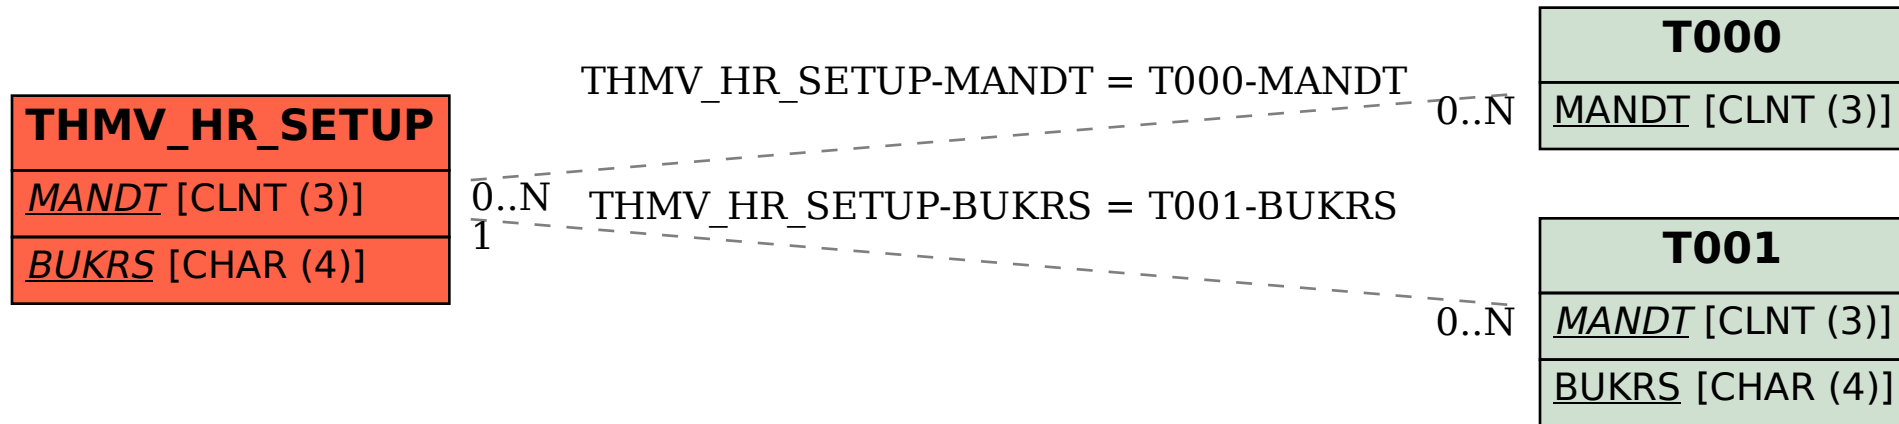 THMV_HR_SETUP
MANDT [CLNT (3)]
BUKRS [CHAR (4)]
THMV_HR_SETUP-MANDT = T000-MANDT
0..N
0..N
THMV_HR_SETUP-BUKRS = T001-BUKRS
1
0..N
T000
MANDT [CLNT (3)]
T001
MANDT [CLNT (3)]
BUKRS [CHAR (4)]